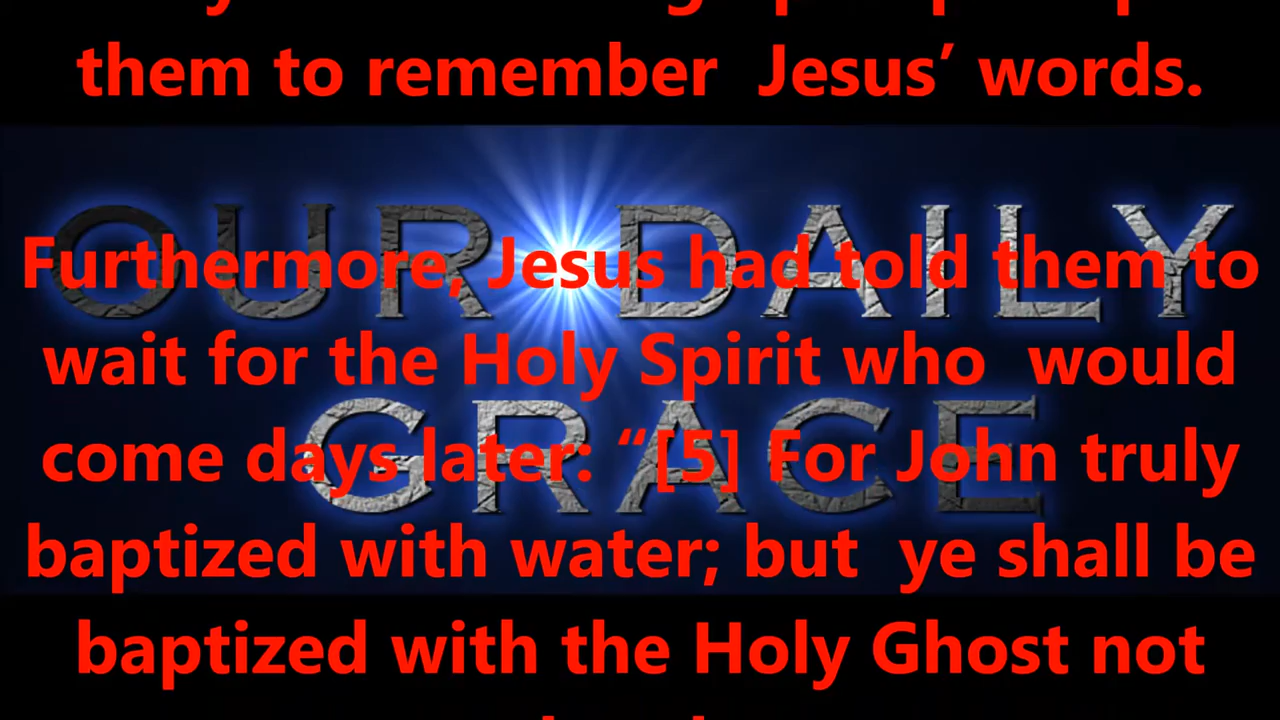 them to remember Jesus’ words.
OUR DAILY
Furthermore, Jesus had told them to
wait for the Holy Spirit who would
GRACE
come days later: “[5] For John truly
baptized with water; but ye shall be
baptized with the Holy Ghost not